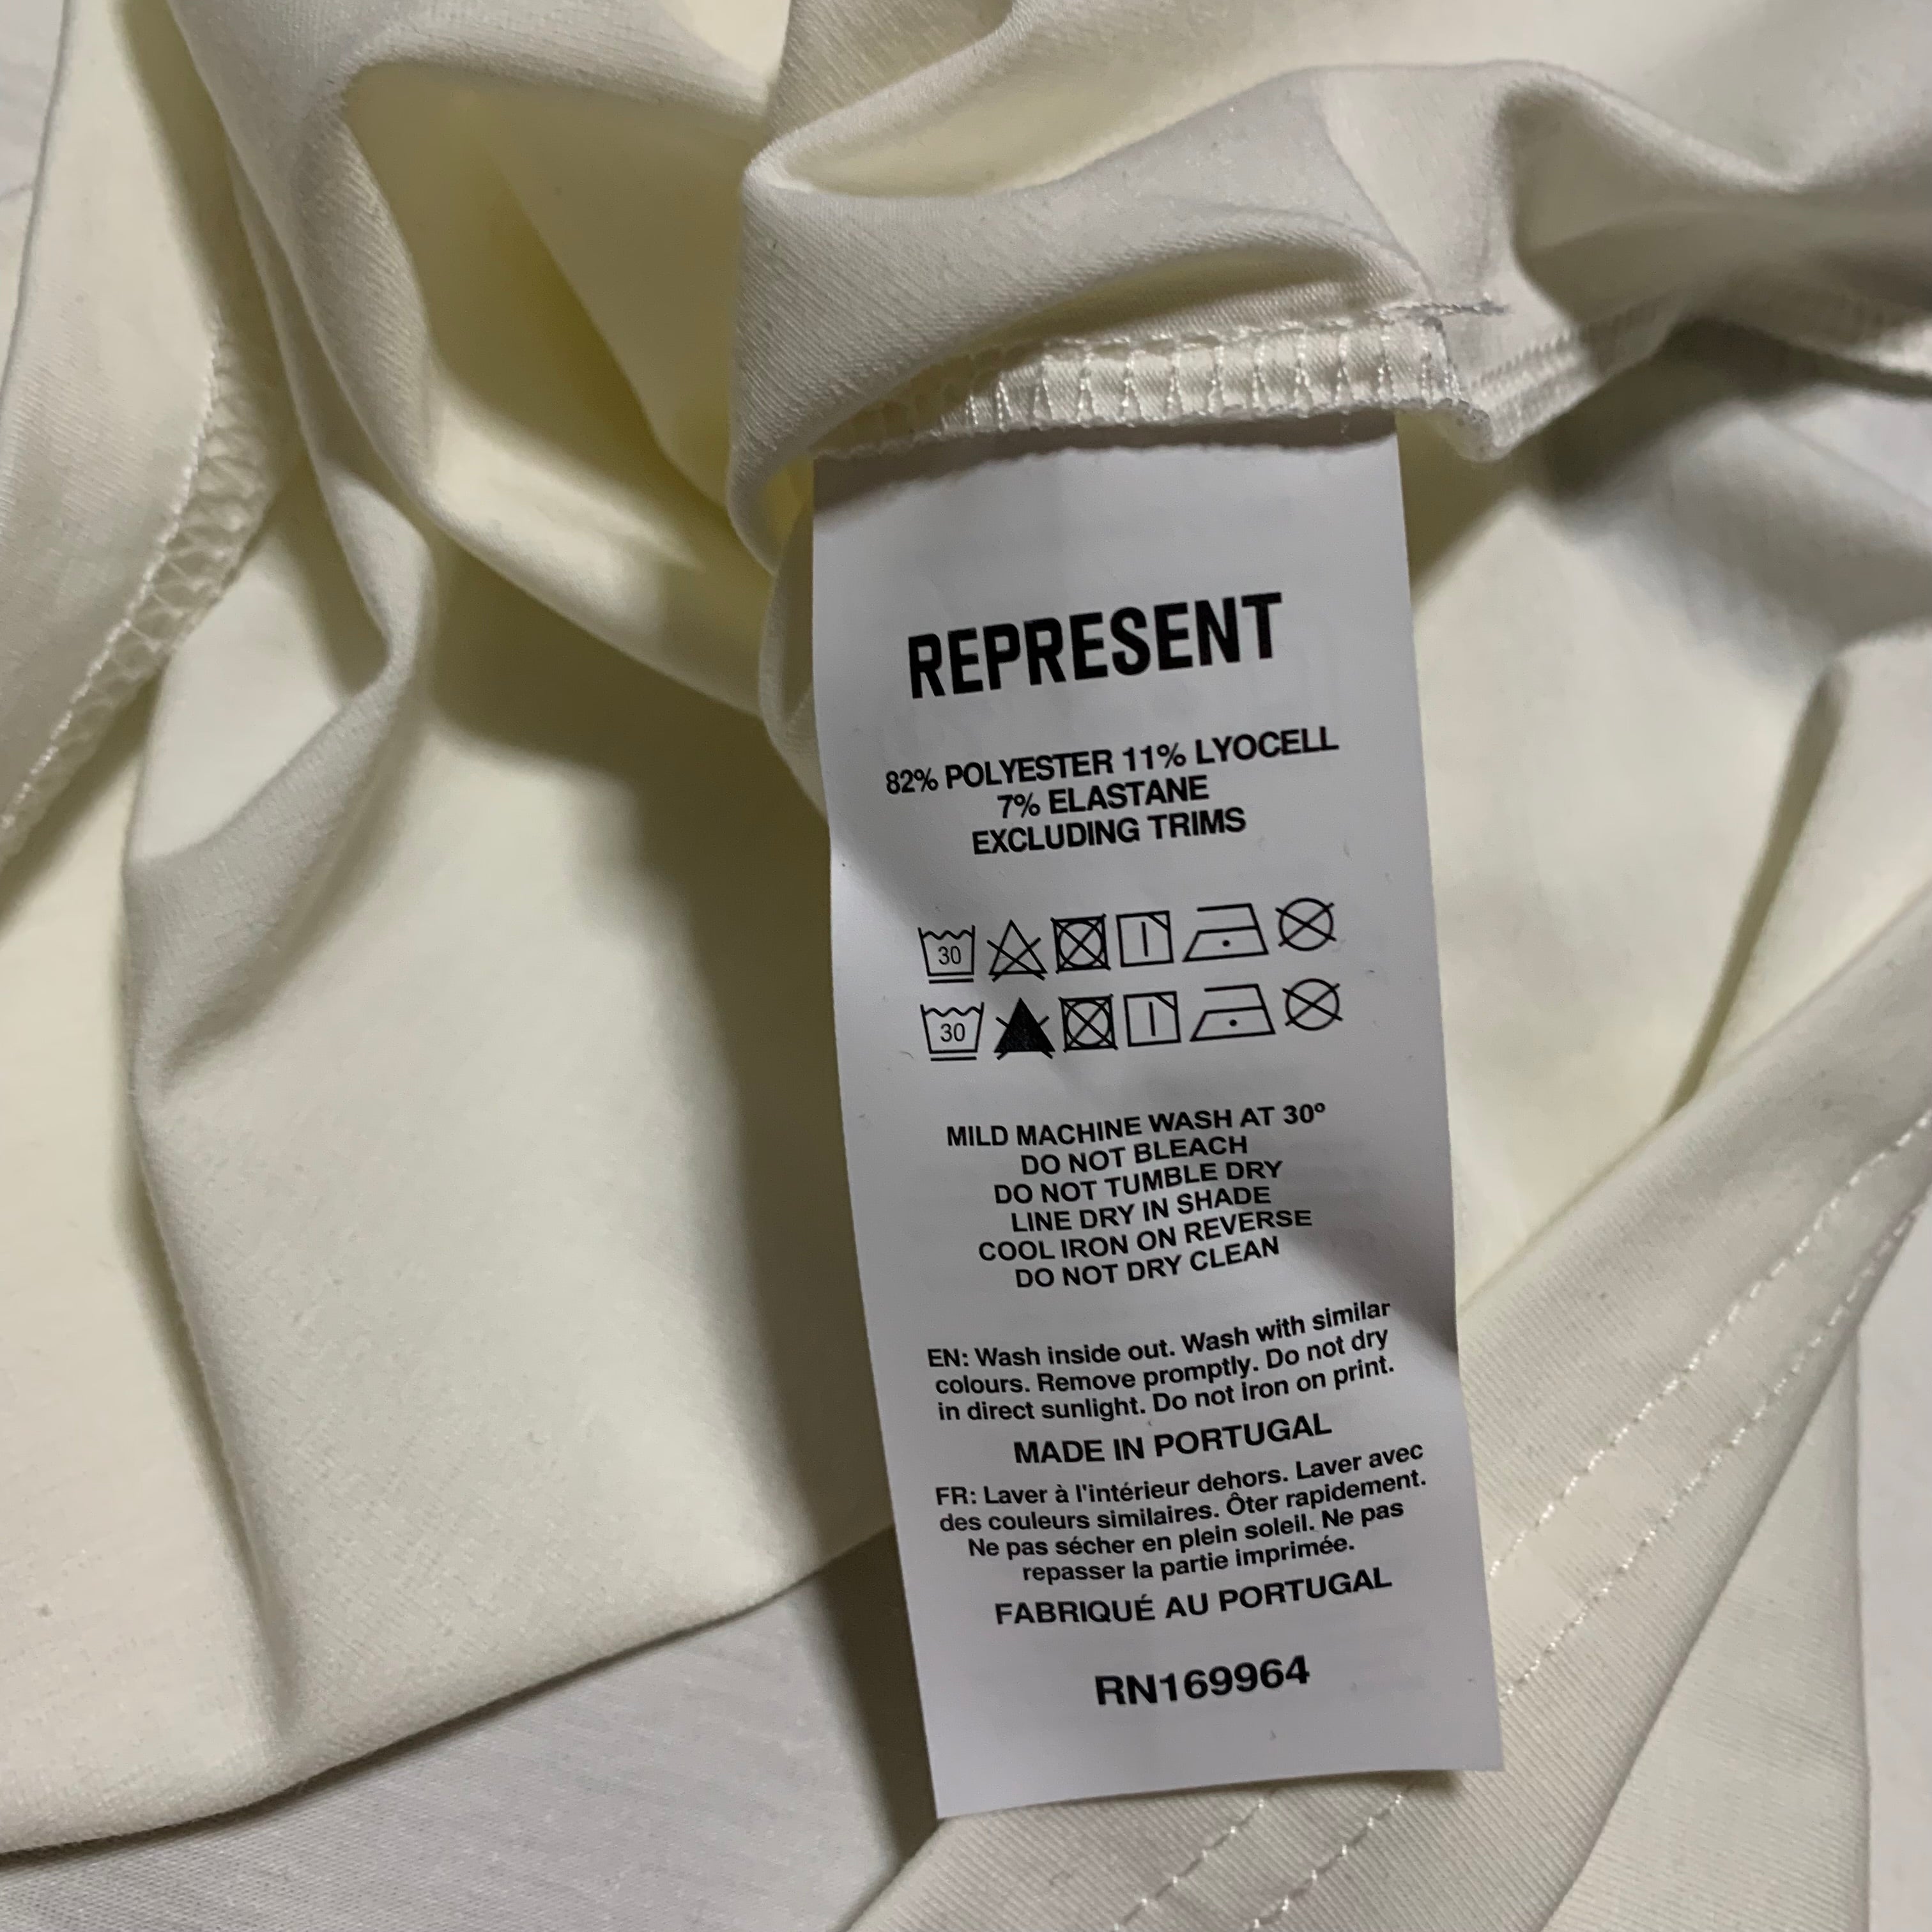 REPRESENT
82% POLYESTER 11% LYOCELL
7% ELASTANE
EXCLUDING TRIMS
30
30
MILD MACHINE WASH AT 30º
DO NOT BLEACH
DO NOT TUMBLE DRY
LINE DRY IN SHADE
COOL IRON ON REVERSE
DO NOT DRY CLEAN
EN: Wash inside out. Wash with similar
colours. Remove promptly. Do not dry
in direct sunlight. Do not iron on print.
MADE IN PORTUGAL
FR: Laver à l'intérieur dehors. Laver avec
des couleurs similaires. Ôter rapidement.
Ne pas sécher en plein soleil. Ne pas
repasser la partie imprimée.
FABRIQUÉ AU PORTUGAL
RN169964